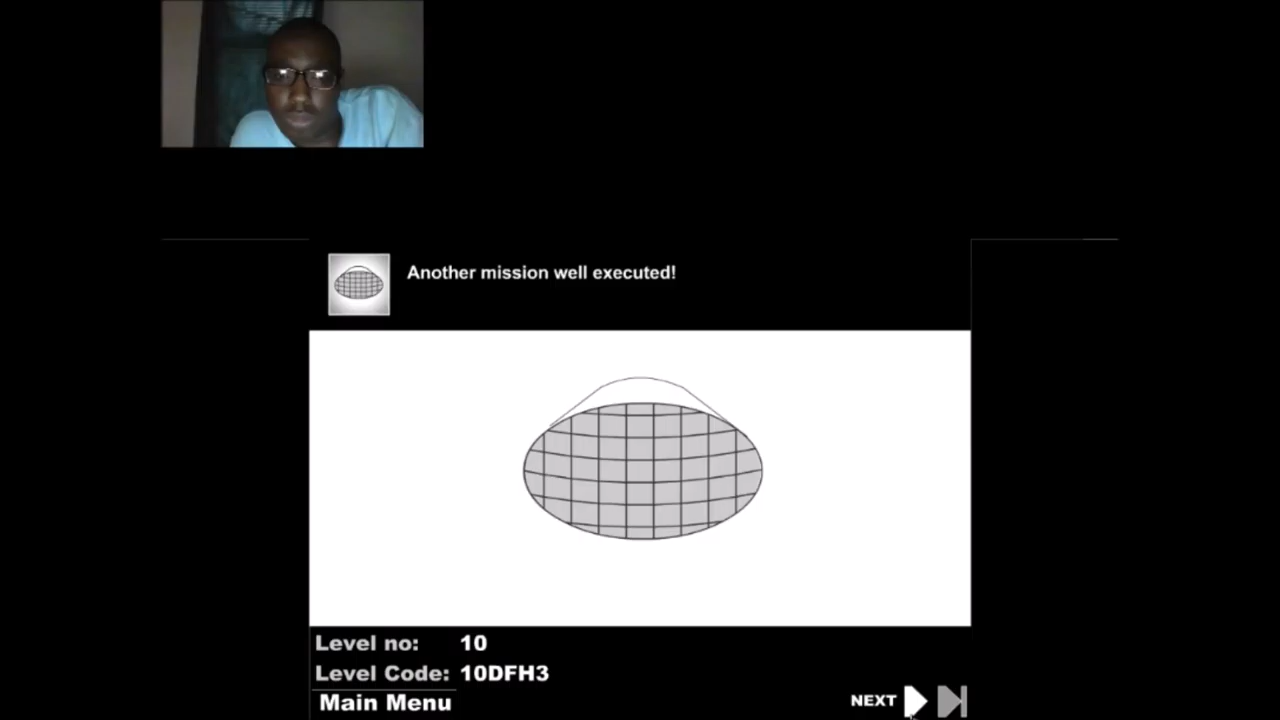 Another mission well executed!
Level no: 10
Level Code: 10DFH3
Main Menu
NEXT